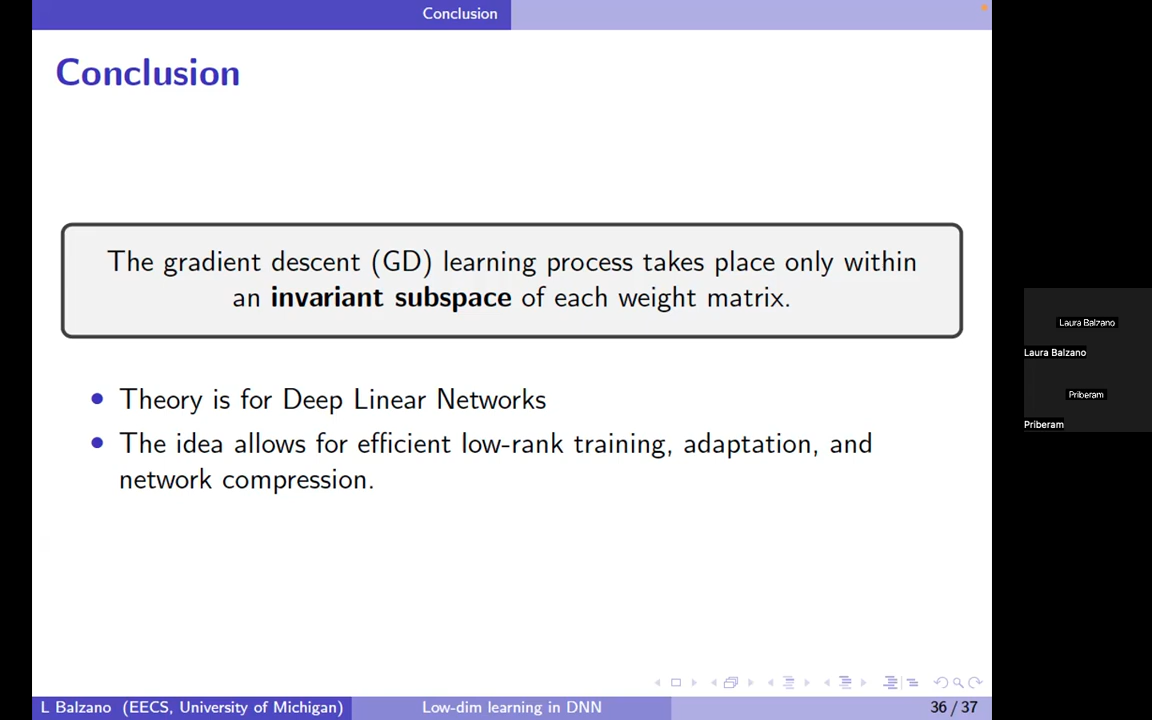 Conclusion
Conclusion
The gradient descent (GD) learning process takes place only within
an invariant subspace of each weight matrix.
Theory is for Deep Linear Networks
The idea allows for efficient low-rank training, adaptation, and
network compression.
L Balzano (EECS, University of Michigan)
Low-dim learning in DNN
36 / 37
Laura Balzano
Laura Balzano
Priberam
Priberam